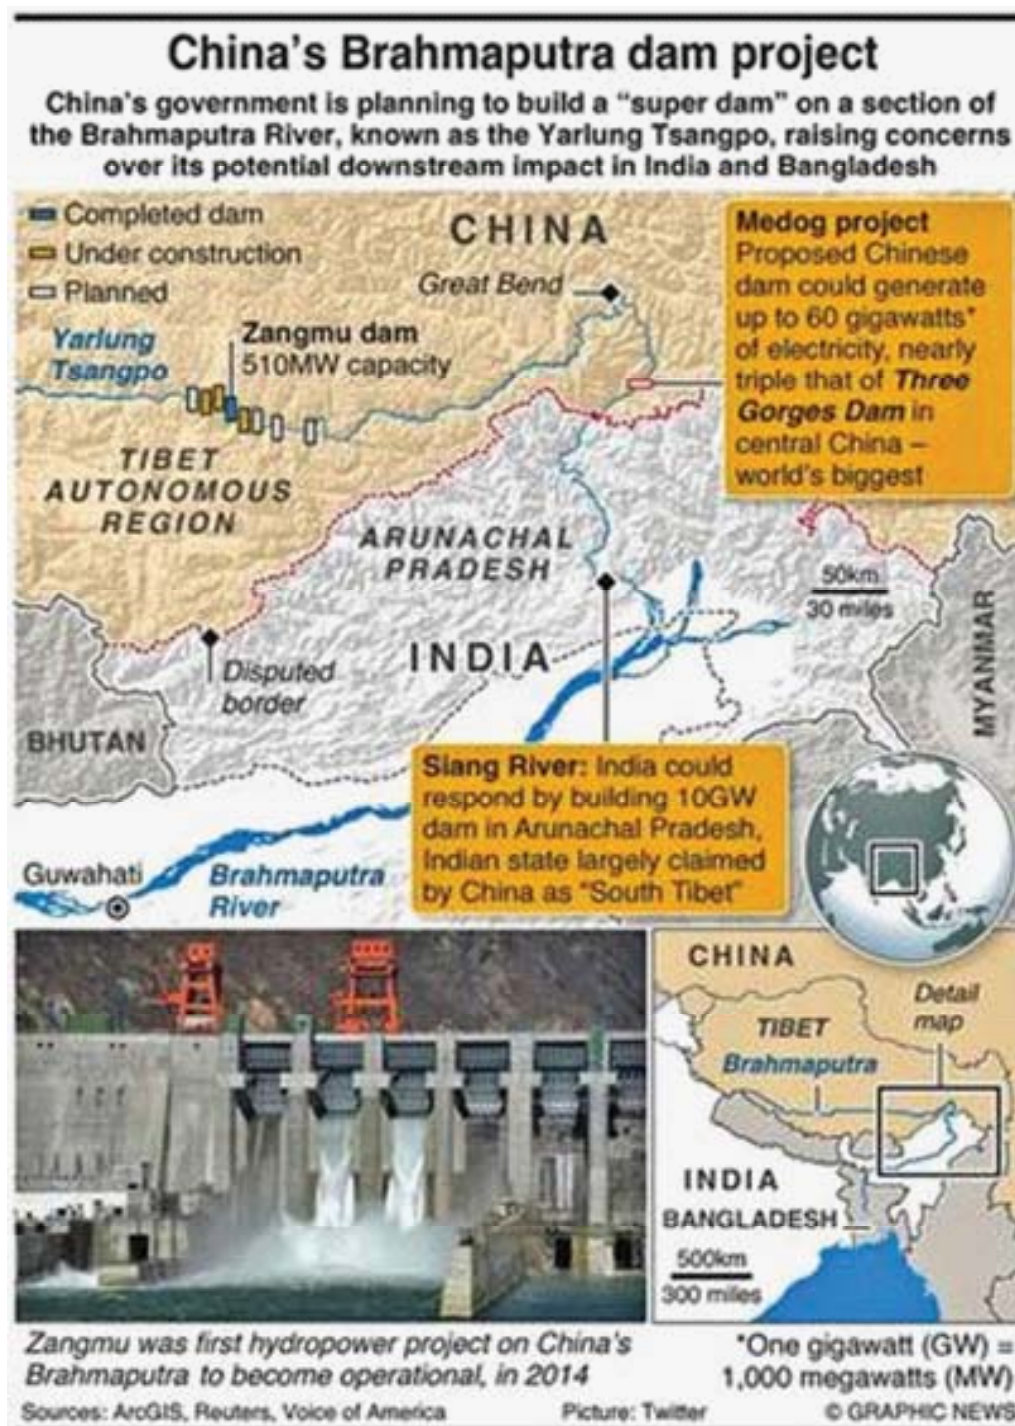 China's Brahmaputra dam project
China's government is planning to build a “super dam” on a section of
the Brahmaputra River, known as the Yarlung Tsangpo, raising concerns
over its potential downstream impact in India and Bangladesh
Completed dam
Under construction
Planned
CHINA
Great Bend
Medog project
Proposed Chinese
dam could generate
up to 60 gigawatts*
of electricity, nearly
triple that of Three
Gorges Dam in
central China –
world's biggest
Yarlung
Tsangpo
Zangmu dam
510MW capacity
TIBET
AUTONOMOUS
REGION
ARUNACHAL
PRADESH
50km
30 miles
MYANMAR
INDIA
Disputed
border
BHUTAN
Siang River: India could
respond by building 10GW
dam in Arunachal Pradesh,
Indian state largely claimed
by China as “South Tibet”
Guwahati
Brahmaputra
River
CHINA
Detail
map
TIBET
Brahmaputra
INDIA
BANGLADESH
500km
300 miles
Zangmu was first hydropower project on China's
Brahmaputra to become operational, in 2014
*One gigawatt (GW) =
1,000 megawatts (MW)
Sources: ArcGIS, Reuters, Voice of America
Picture: Twitter
© GRAPHIC NEWS